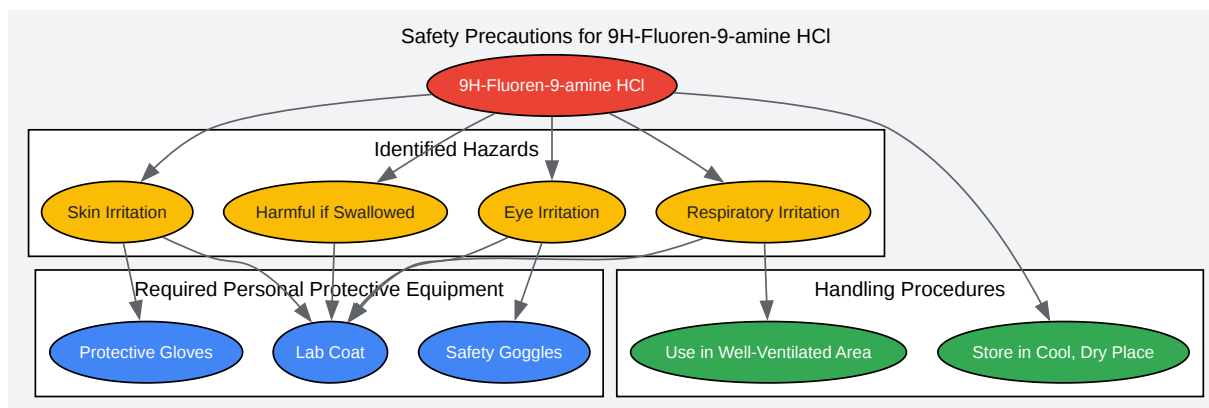 Safety Precautions for 9H-Fluoren-9-amine HCl
9H-Fluoren-9-amine HCl
Identified Hazards
Skin Irritation
Harmful if Swallowed
Eye Irritation
Respiratory Irritation
Required Personal Protective Equipment
Protective Gloves
Lab Coat
Safety Goggles
Handling Procedures
Use in Well-Ventilated Area
Store in Cool, Dry Place